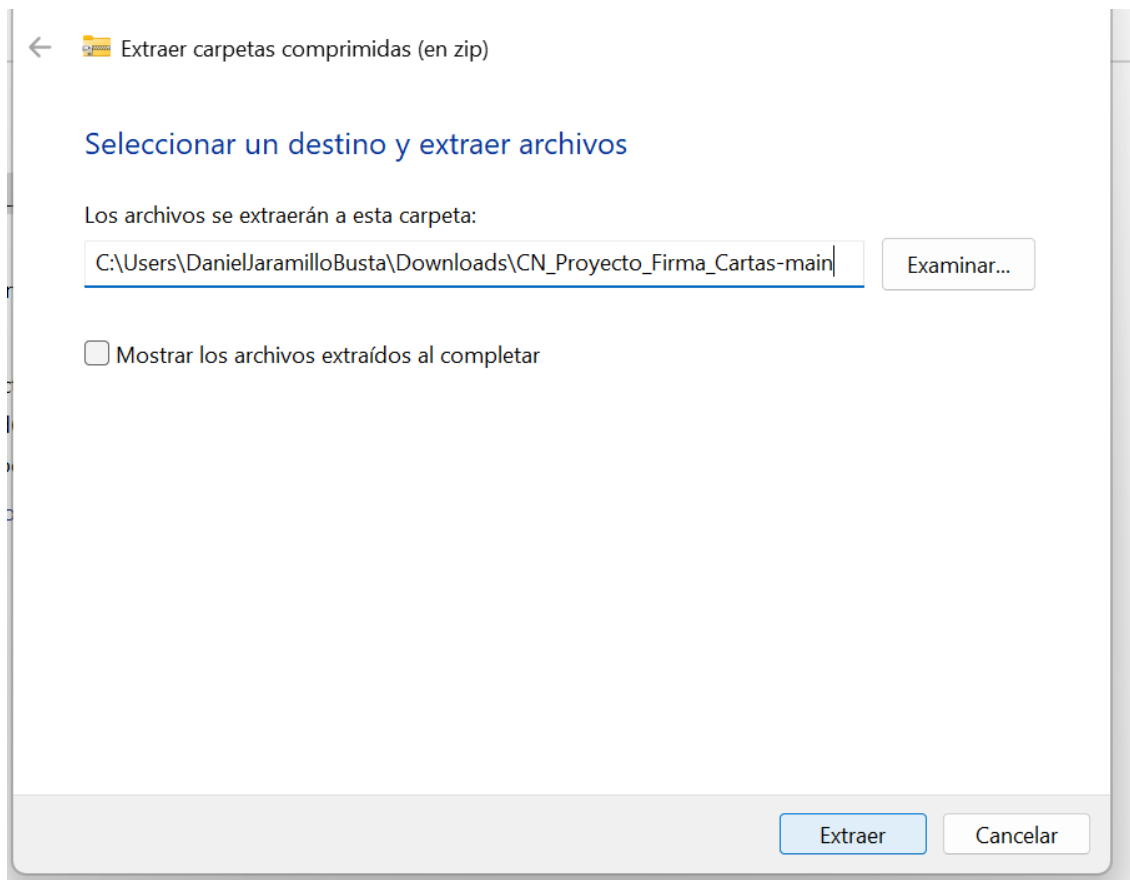 Extraer carpetas comprimidas (en zip)
Seleccionar un destino y extraer archivos
Los archivos se extraerán a esta carpeta:
C:\Users\DanielJaramilloBusta\Downloads\CN_Proyecto_Firma_Cartas-main
Examinar...
Mostrar los archivos extraídos al completar
Extraer
Cancelar